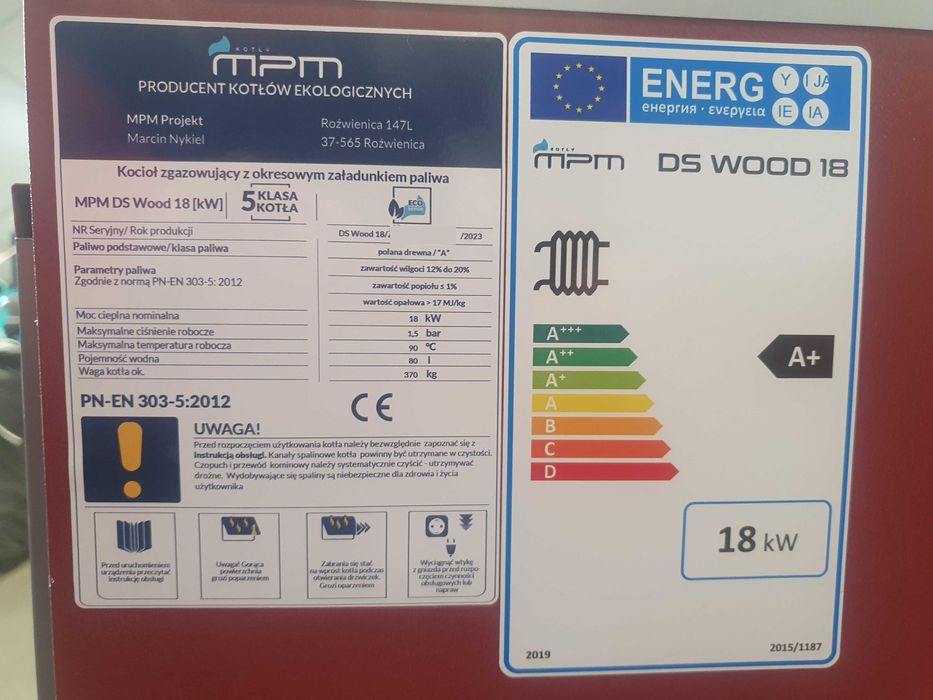 KOTŁY
MPM
PRODUCENT KOTŁÓW EKOLOGICZNYCH
MPM Projekt
Marcin Nykiel
Roźwienica 147L
37-565 Roźwienica
Kocioł zgazowujący z okresowym załadunkiem paliwa
MPM DS Wood 18 [kW]
5 KLASA KOTŁA
ECO
NR Seryjny/ Rok produkcji
DS Wood 18/ /2023
Paliwo podstawowe/klasa paliwa
polana drewna / "A"
Parametry paliwa
Zgodnie z normą PN-EN 303-5: 2012
zawartość wilgoci 12% do 20%
zawartość popiołu ≤ 1%
wartość opałowa > 17 MJ/kg
Moc cieplna nominalna 18 kW
Maksymalne ciśnienie robocze 1,5 bar
Maksymalna temperatura robocza 90 °C
Pojemność wodna 80 l
Waga kotła ok. 370 kg
PN-EN 303-5:2012
CE
UWAGA!
Przed rozpoczęciem użytkowania kotła należy bezwzględnie zapoznać się z
instrukcją obsługi. Kanały spalinowe kotła powinny być utrzymane w czystości.
Czopuch i przewód kominowy należy systematycznie czyścić - utrzymywać
drożne. Wydobywające się spaliny są niebezpieczne dla zdrowia i życia
użytkownika
Przed uruchomieniem
urządzenia przeczytać
instrukcję obsługi
Uwaga! Gorąca
powierzchnia
grozi poparzeniem
Zabrania się stać
na wprost kotła podczas
otwierania drzwiczek.
Grozi oparzeniem
Wyciągnąć wtykę
z gniazda przed rozpo-
częciem czynności
obsługowych lub
napraw
ENERG
Y
IJA
IE
IA
енергия · ενεργεια
KOTŁY
MPM
DS WOOD 18
A+++
A++
A+
A
B
C
D
A+
18 kW
2019
2015/1187